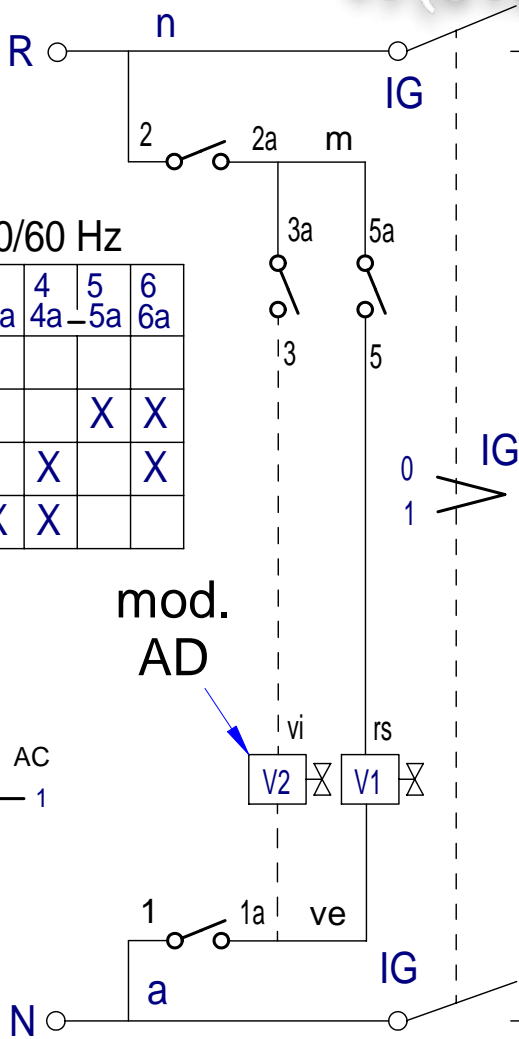 n
R
IG
2
2a
m
0/60 Hz
3a
5a
4 5 6
a 4a – 5a 6a
3
5
X X
X X
X X
0
IG
1
mod.
AD
vi
rs
AC
V2
V1
1
1
1a
ve
IG
a
N